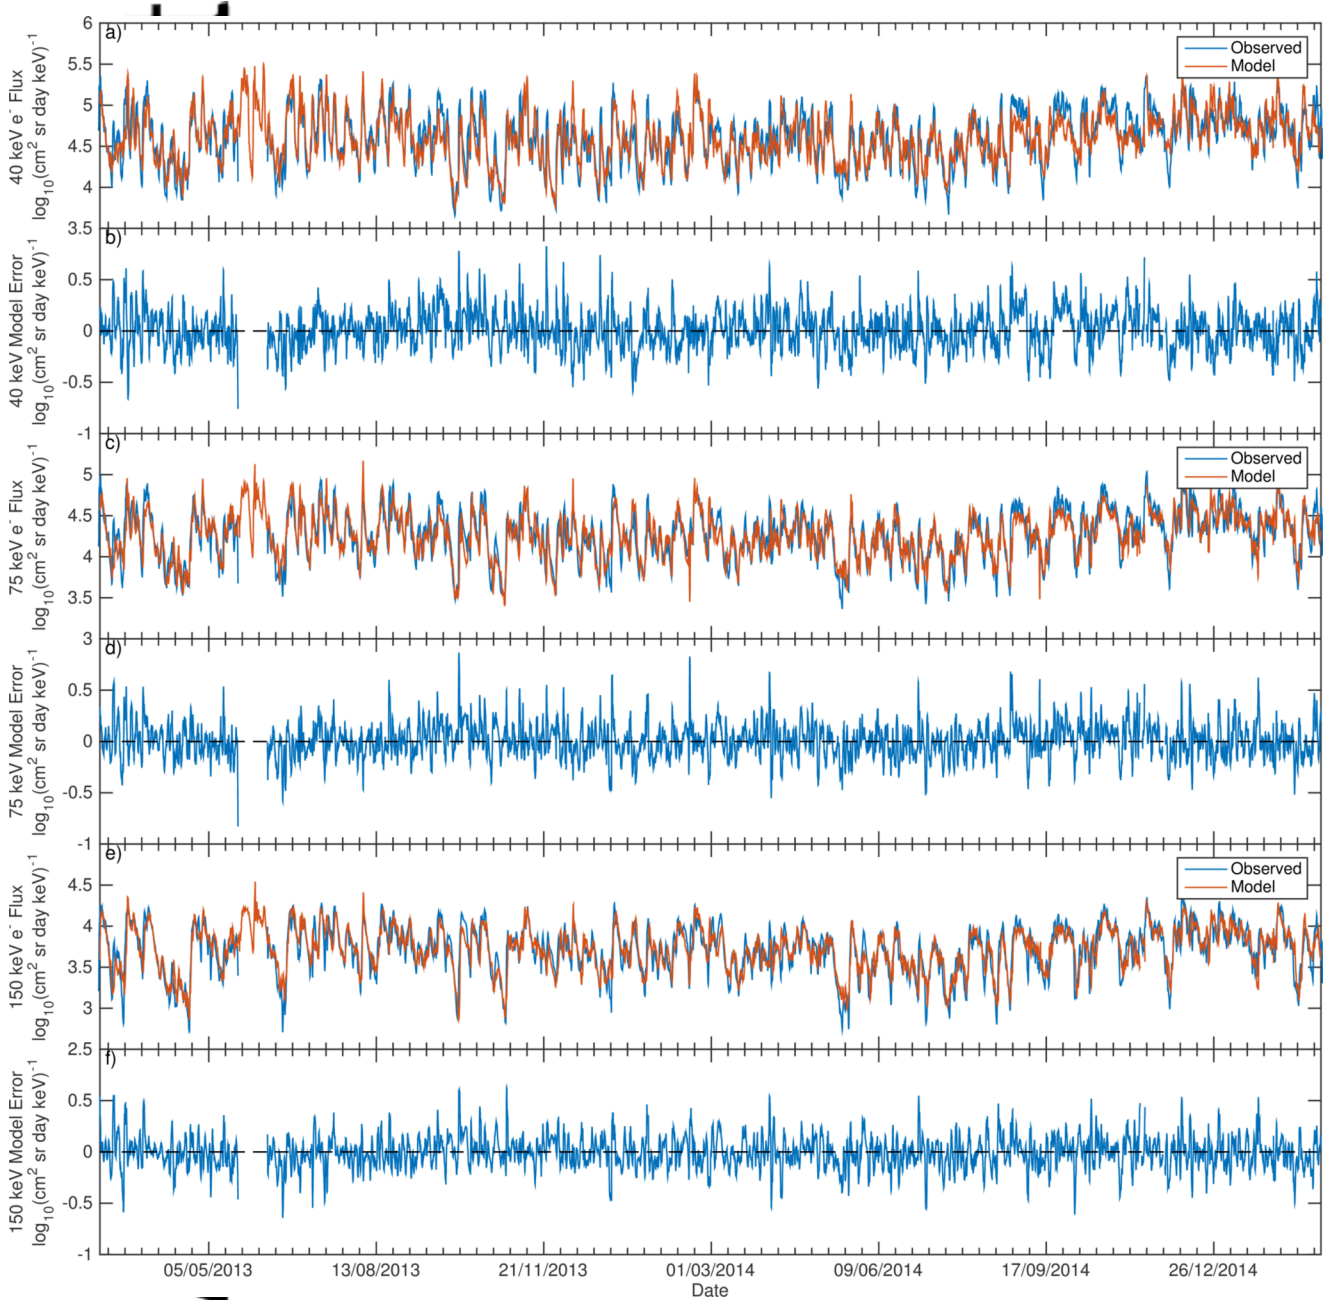 a)
6
5.5
5
4.5
4
3.5
40 keV e⁻ Flux
log₁₀(cm² sr day keV)⁻¹
Observed
Model
b)
0.5
0
-0.5
-1
40 keV Model Error
log₁₀(cm² sr day keV)⁻¹
c)
5
4.5
4
3.5
3
75 keV e⁻ Flux
log₁₀(cm² sr day keV)⁻¹
Observed
Model
d)
0.5
0
-0.5
-1
75 keV Model Error
log₁₀(cm² sr day keV)⁻¹
e)
4.5
4
3.5
3
2.5
150 keV e⁻ Flux
log₁₀(cm² sr day keV)⁻¹
Observed
Model
f)
0.5
0
-0.5
-1
150 keV Model Error
log₁₀(cm² sr day keV)⁻¹
05/05/2013 13/08/2013 21/11/2013 01/03/2014 09/06/2014 17/09/2014 26/12/2014
Date